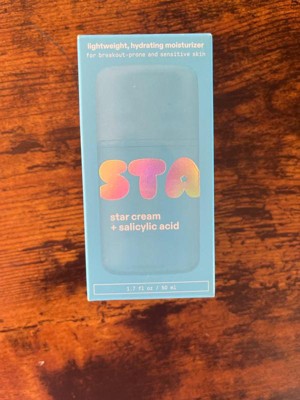 lightweight, hydrating moisturizer
for breakout-prone and sensitive skin
STA
star cream
+ salicylic acid
1.7 fl oz / 50 mL